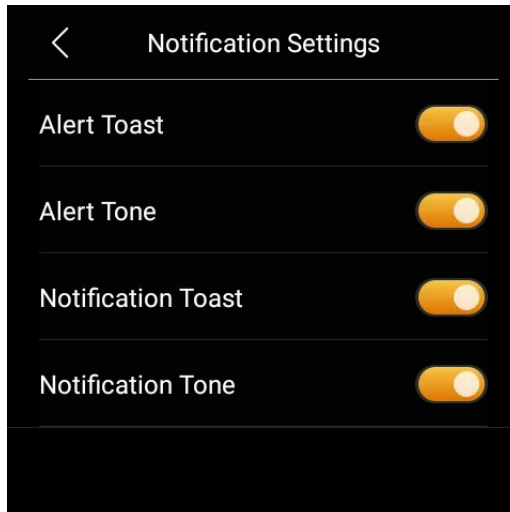 Notification Settings
Alert Toast
Alert Tone
Notification Toast
Notification Tone